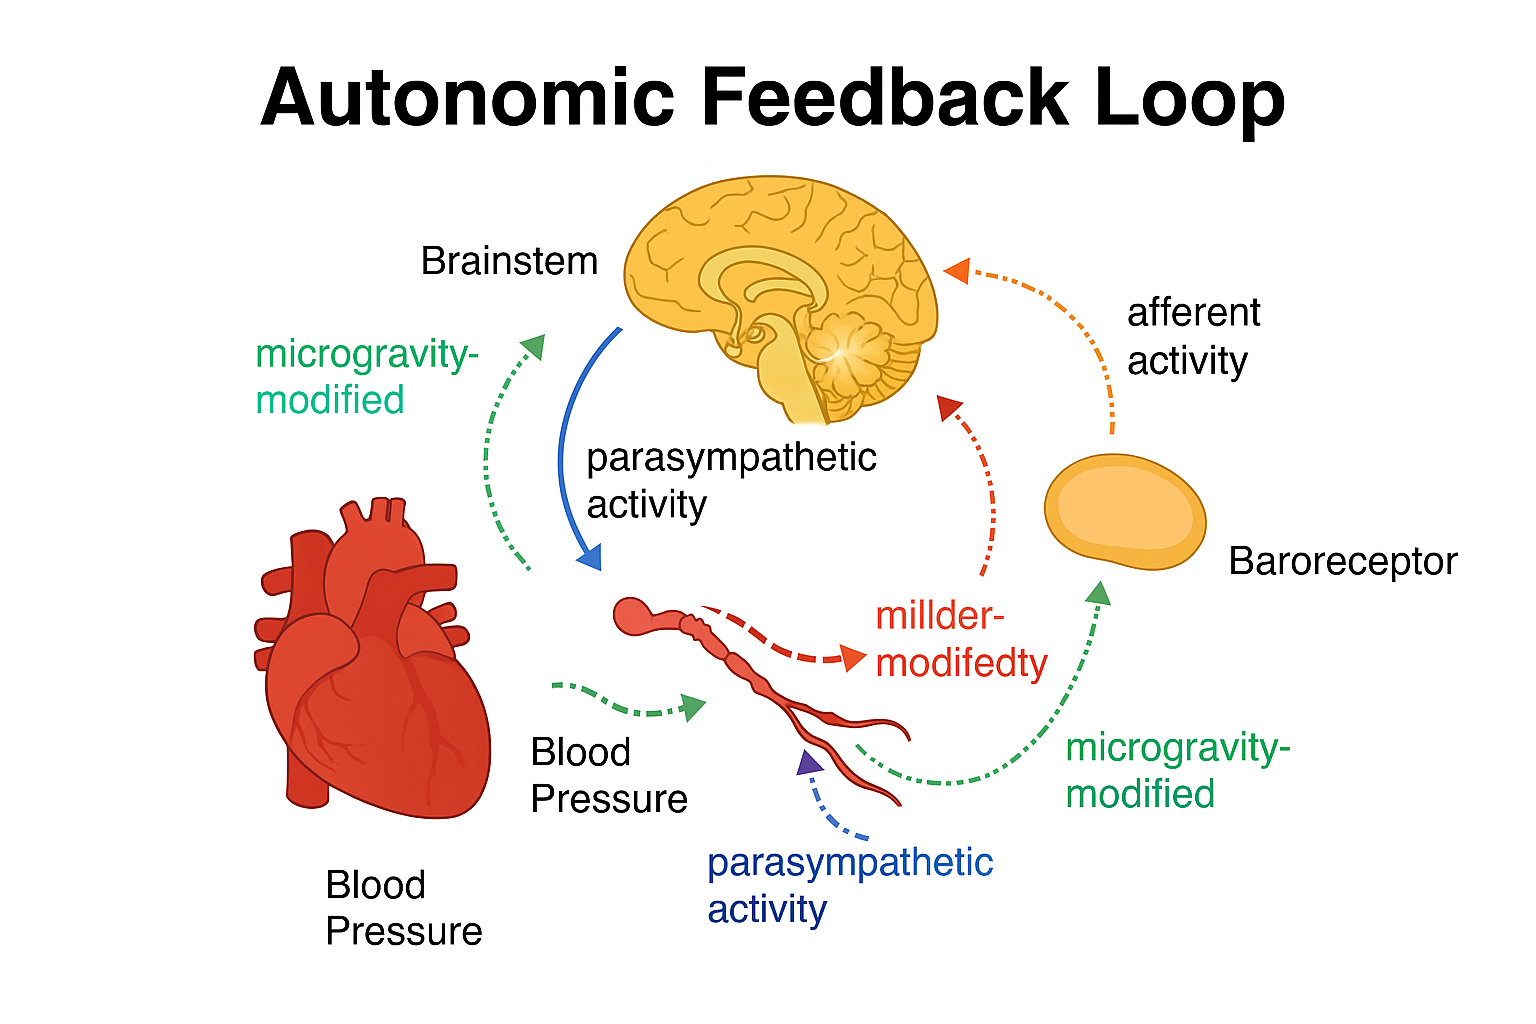 Autonomic Feedback Loop
Brainstem
afferent
activity
microgravity-
modified
parasympathetic
activity
Baroreceptor
millder-
modifedty
Blood
Pressure
microgravity-
modified
parasympathetic
activity
Blood
Pressure